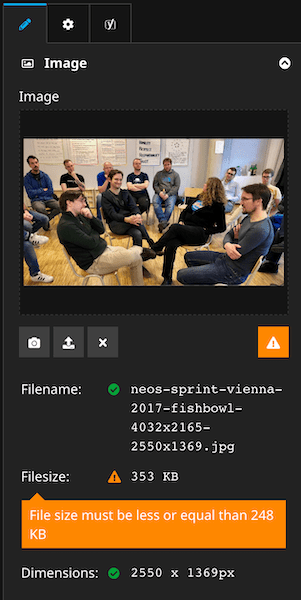 Image
Image
Filename:
neos-sprint-vienna-
2017-fishbowl-
4032x2165-
2550x1369.jpg
Filesize:
353 KB
File size must be less or equal than 248
KB
Dimensions:
2550 x 1369px